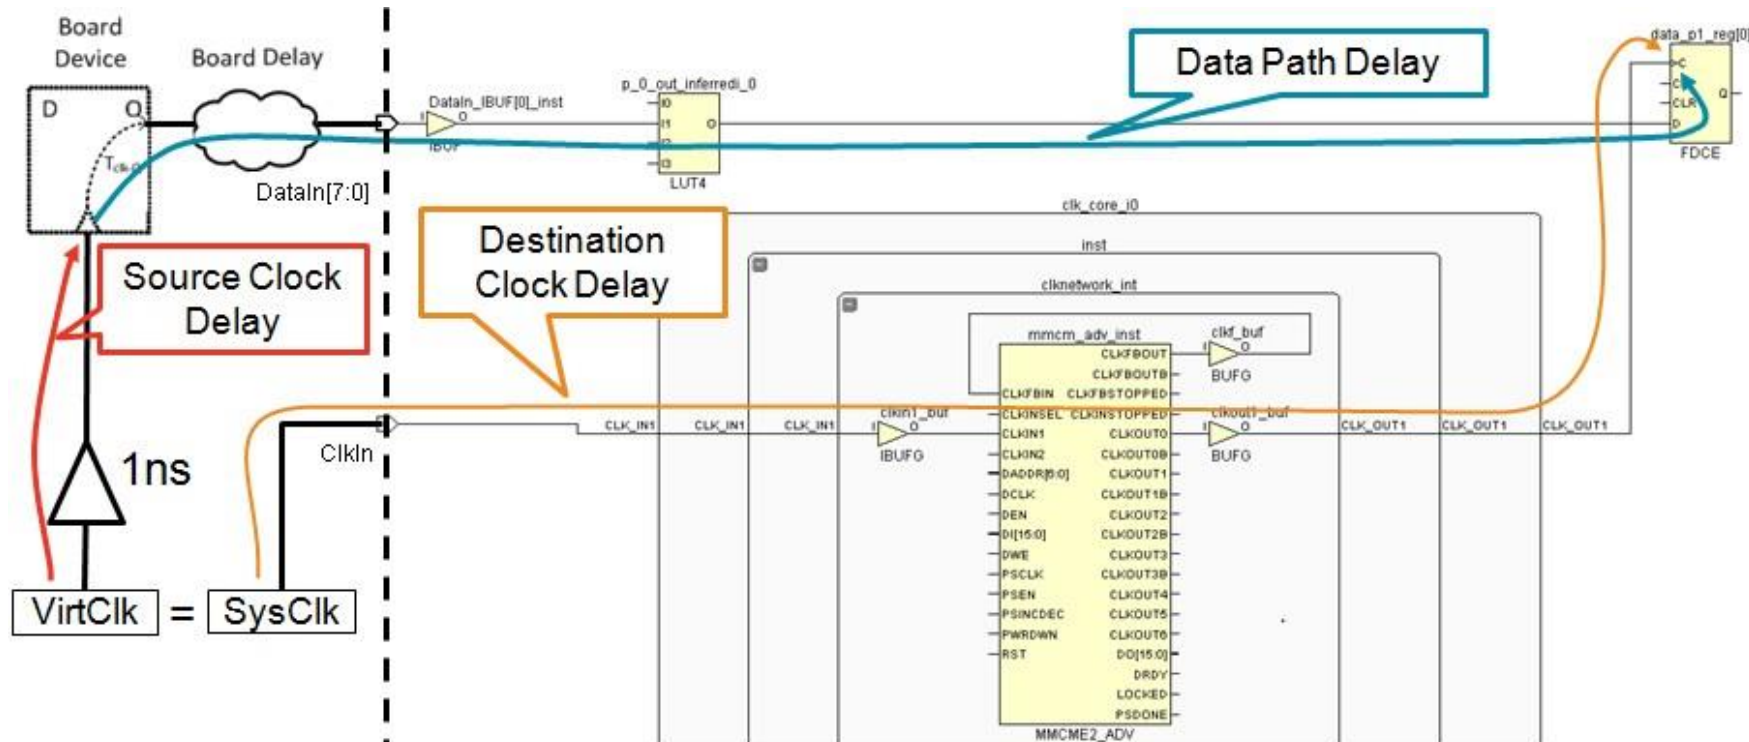 Board
Device
Board Delay
D
Q
Tclk-Q
DataIn[7:0]
DataIn_IBUF[0]_inst
I
O
IBUF
p_0_out_inferredi_0
I0
I1
I2
I3
O
LUT4
Data Path Delay
data_p1_reg[0]
C
CLR
D
Q
FDCE
Source Clock
Delay
Destination
Clock Delay
clk_core_i0
inst
clknetwork_int
mmcm_adv_inst
CLKFBOUT
CLKFBOUTB
CLKFBIN
CLKFBSTOPPED
CLKINSEL
CLKINSTOPPED
CLKIN1
CLKOUT0
CLKIN2
CLKOUT0B
DADDR[6:0]
CLKOUT1
DCLK
CLKOUT1B
DEN
CLKOUT2
DI[15:0]
CLKOUT2B
DWE
CLKOUT3
PSCLK
CLKOUT3B
PSEN
CLKOUT4
PSINCDEC
CLKOUT5
PWRDWN
CLKOUT6
RST
DO[15:0]
DRDY
LOCKED
PSDONE
MMCME2_ADV
clkf_buf
I
O
BUFG
clkin1_buf
I
O
IBUFG
clkout1_buf
I
O
BUFG
CLK_IN1
CLK_IN1
CLK_IN1
CLK_OUT1
CLK_OUT1
CLK_OUT1
ClkIn
1ns
VirtClk = SysClk